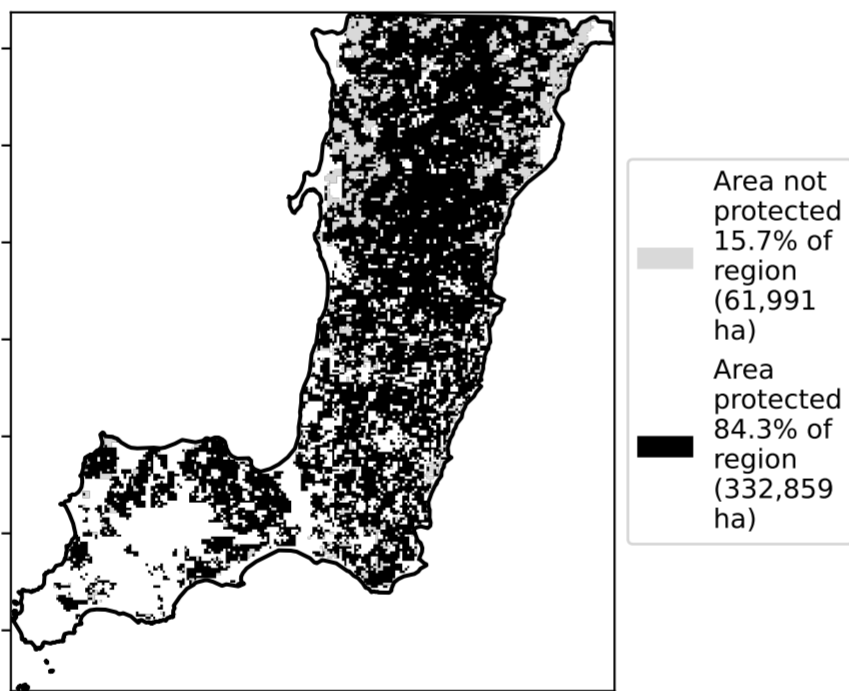 Area not
protected
15.7% of
region
(61,991
ha)
Area
protected
84.3% of
region
(332,859
ha)